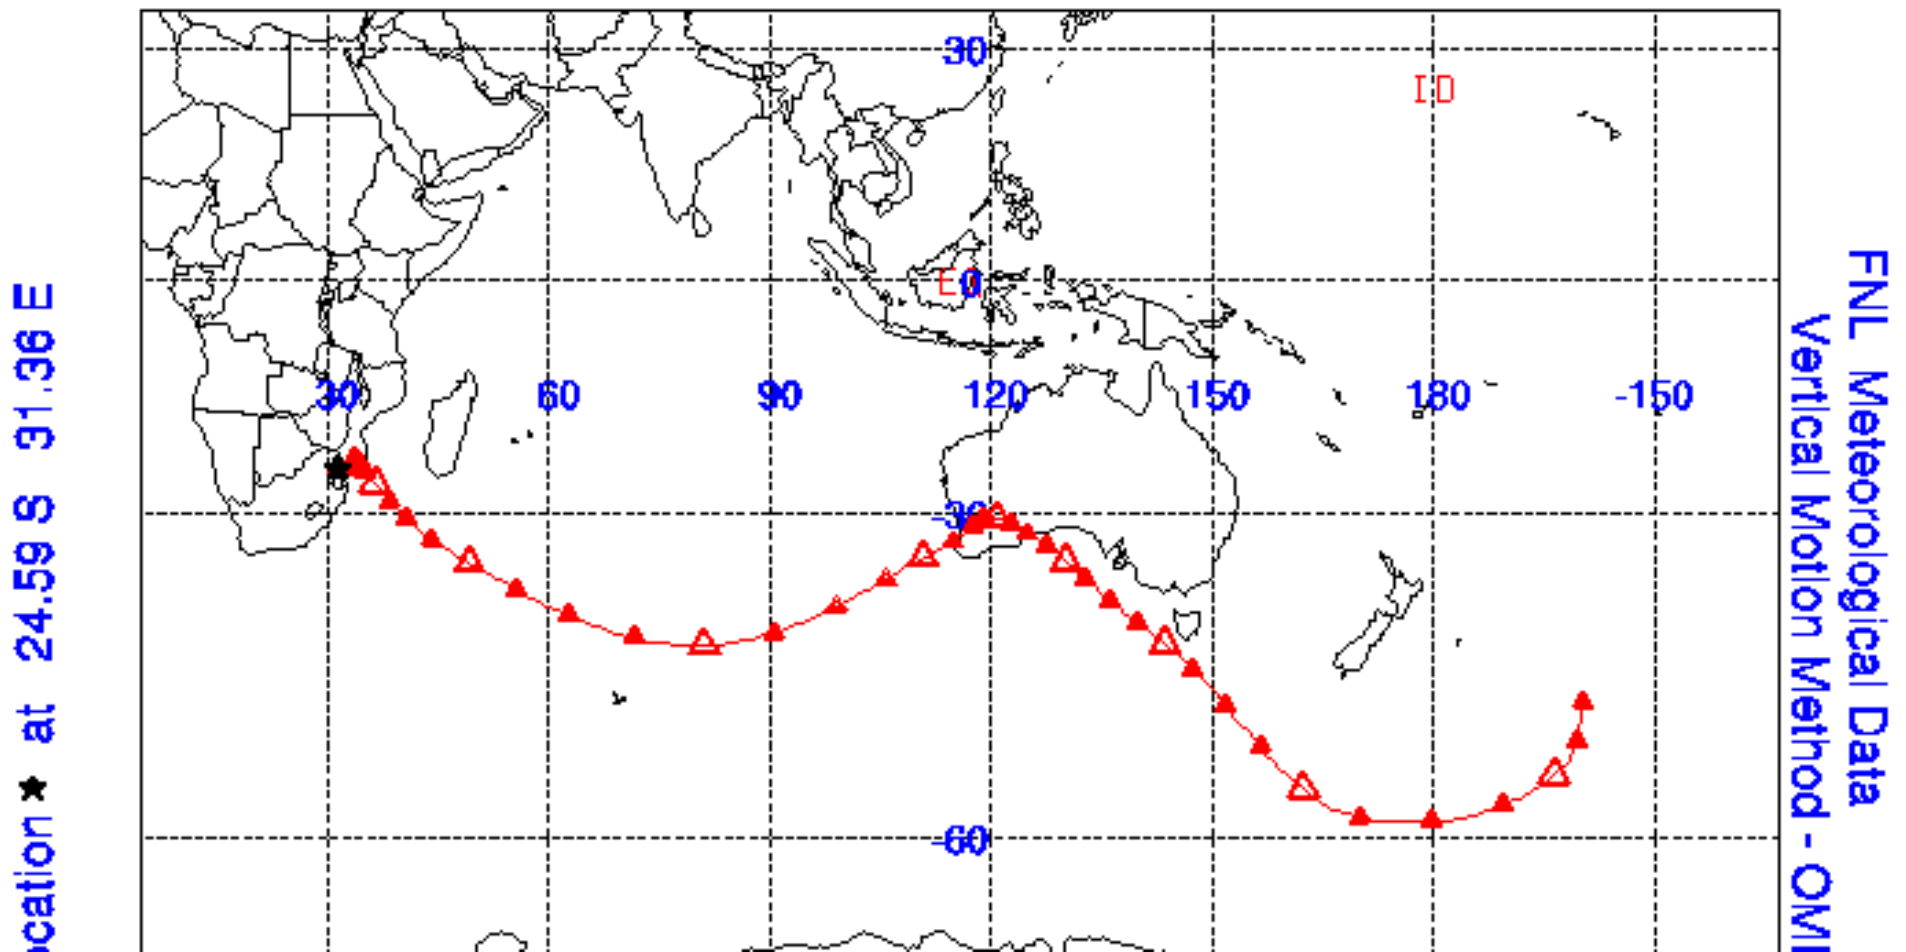 ocation ★ at 24.59 S 31.36 E
30
ID
0
30 60 90 120 150 180 -150
-30
-60
FNL Meteorological Data
Vertical Motion Method - OM